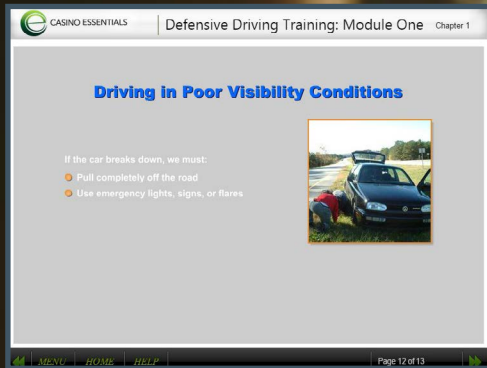 CASINO ESSENTIALS
Defensive Driving Training: Module One Chapter 1
Driving in Poor Visibility Conditions
If the car breaks down, we must:
Pull completely off the road
Use emergency lights, signs, or flares
MENU HOME HELP Page 12 of 13